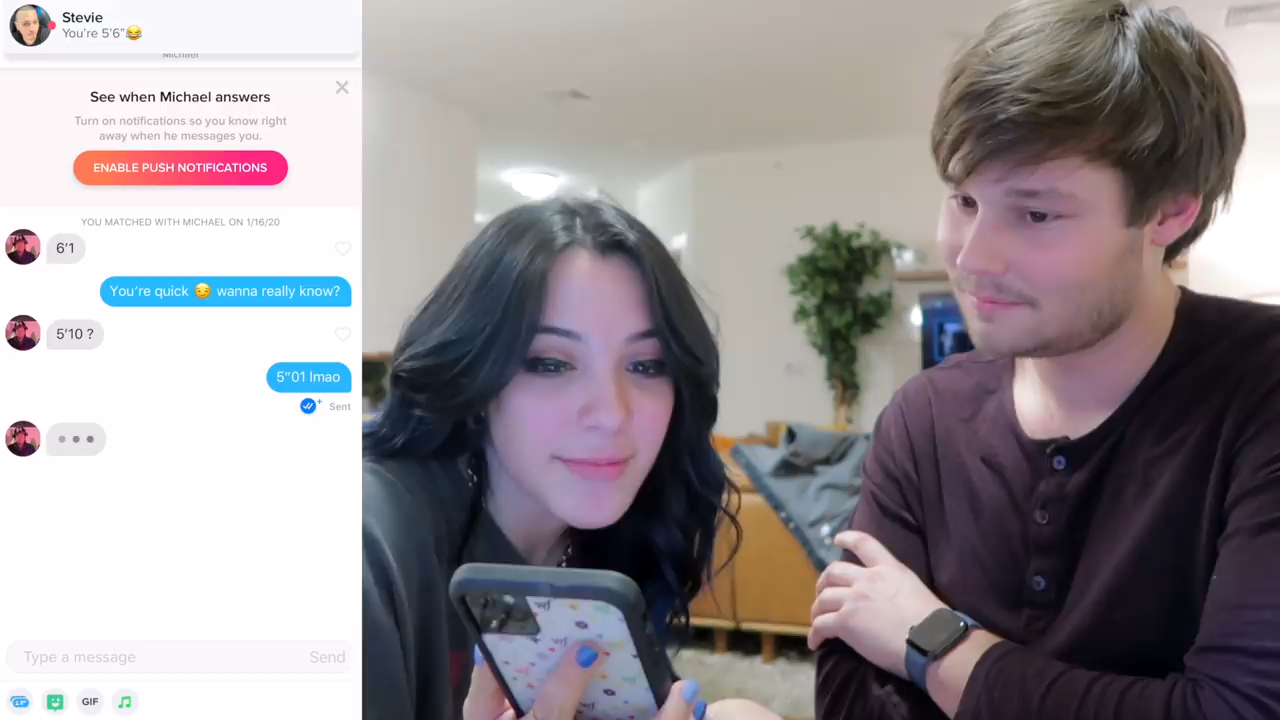 Stevie
You're 5'6"😂
Michael
See when Michael answers
Turn on notifications so you know right
away when he messages you.
ENABLE PUSH NOTIFICATIONS
YOU MATCHED WITH MICHAEL ON 1/16/20
6'1
You're quick 😏 wanna really know?
5'10 ?
5"01 lmao
Sent
Type a message
Send
GIF